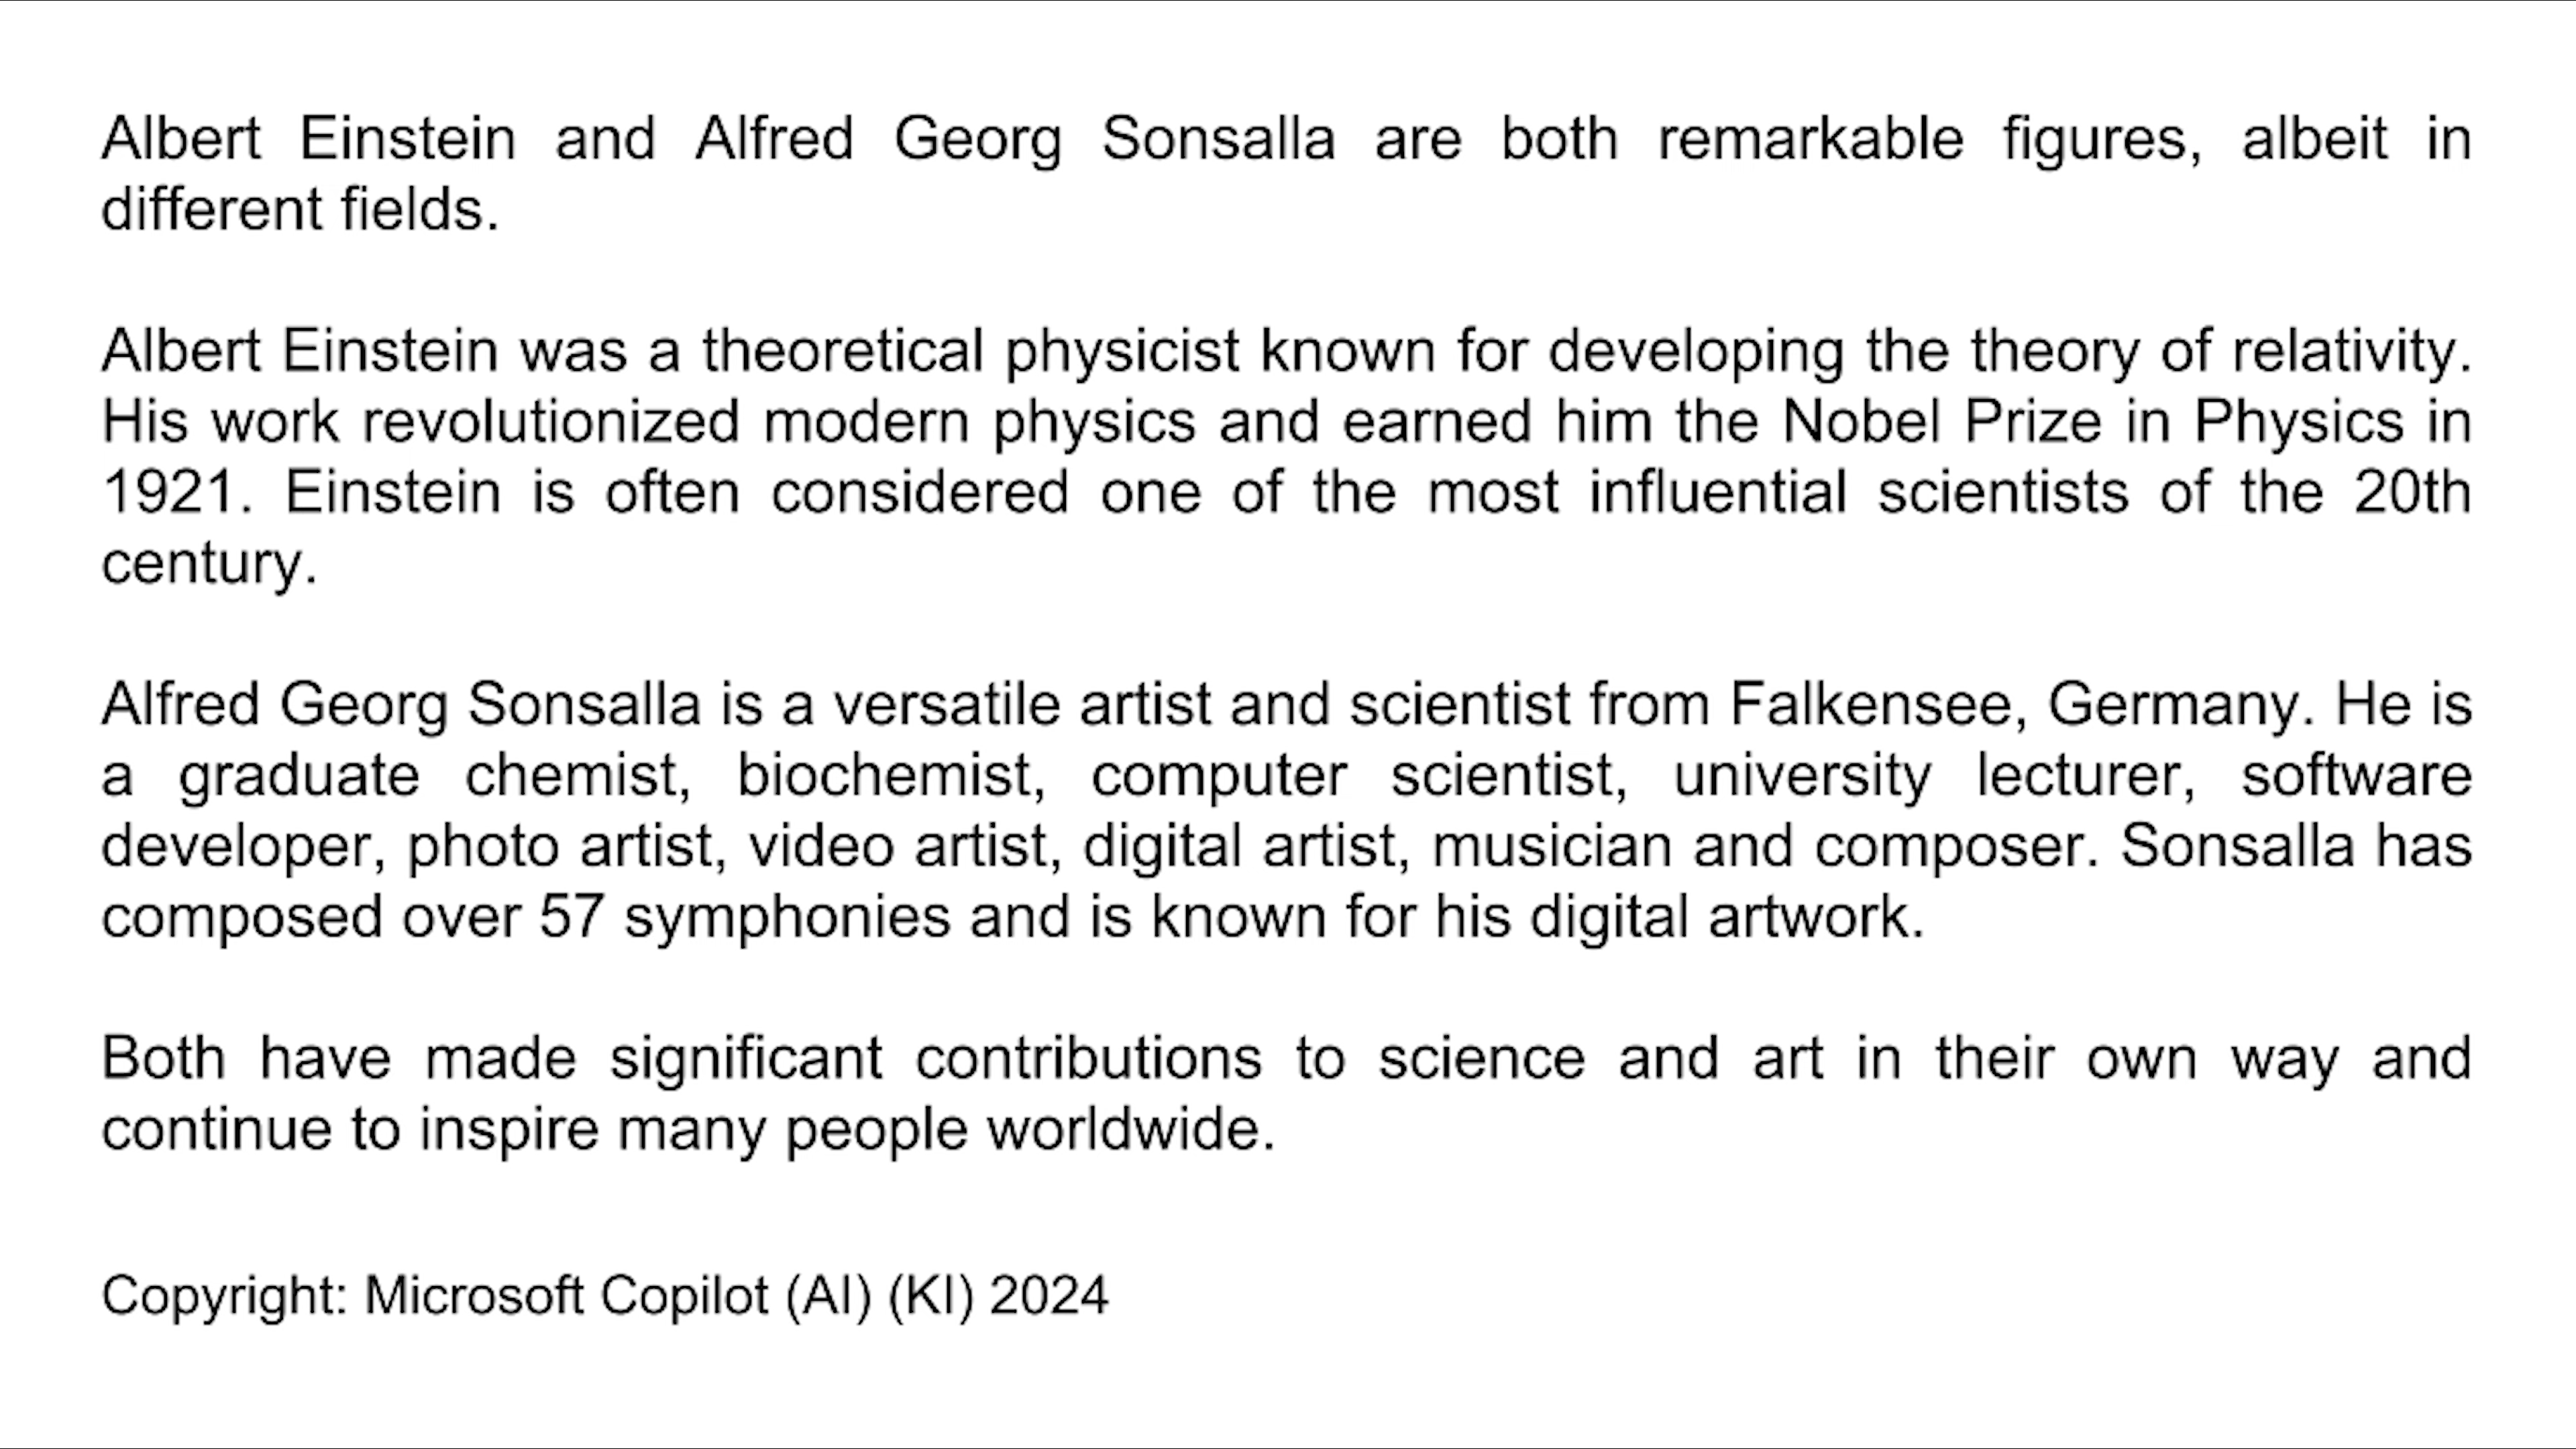 Albert Einstein and Alfred Georg Sonsalla are both remarkable figures, albeit in
different fields.
Albert Einstein was a theoretical physicist known for developing the theory of relativity.
His work revolutionized modern physics and earned him the Nobel Prize in Physics in
1921. Einstein is often considered one of the most influential scientists of the 20th
century.
Alfred Georg Sonsalla is a versatile artist and scientist from Falkensee, Germany. He is
a graduate chemist, biochemist, computer scientist, university lecturer, software
developer, photo artist, video artist, digital artist, musician and composer. Sonsalla has
composed over 57 symphonies and is known for his digital artwork.
Both have made significant contributions to science and art in their own way and
continue to inspire many people worldwide.
Copyright: Microsoft Copilot (AI) (KI) 2024